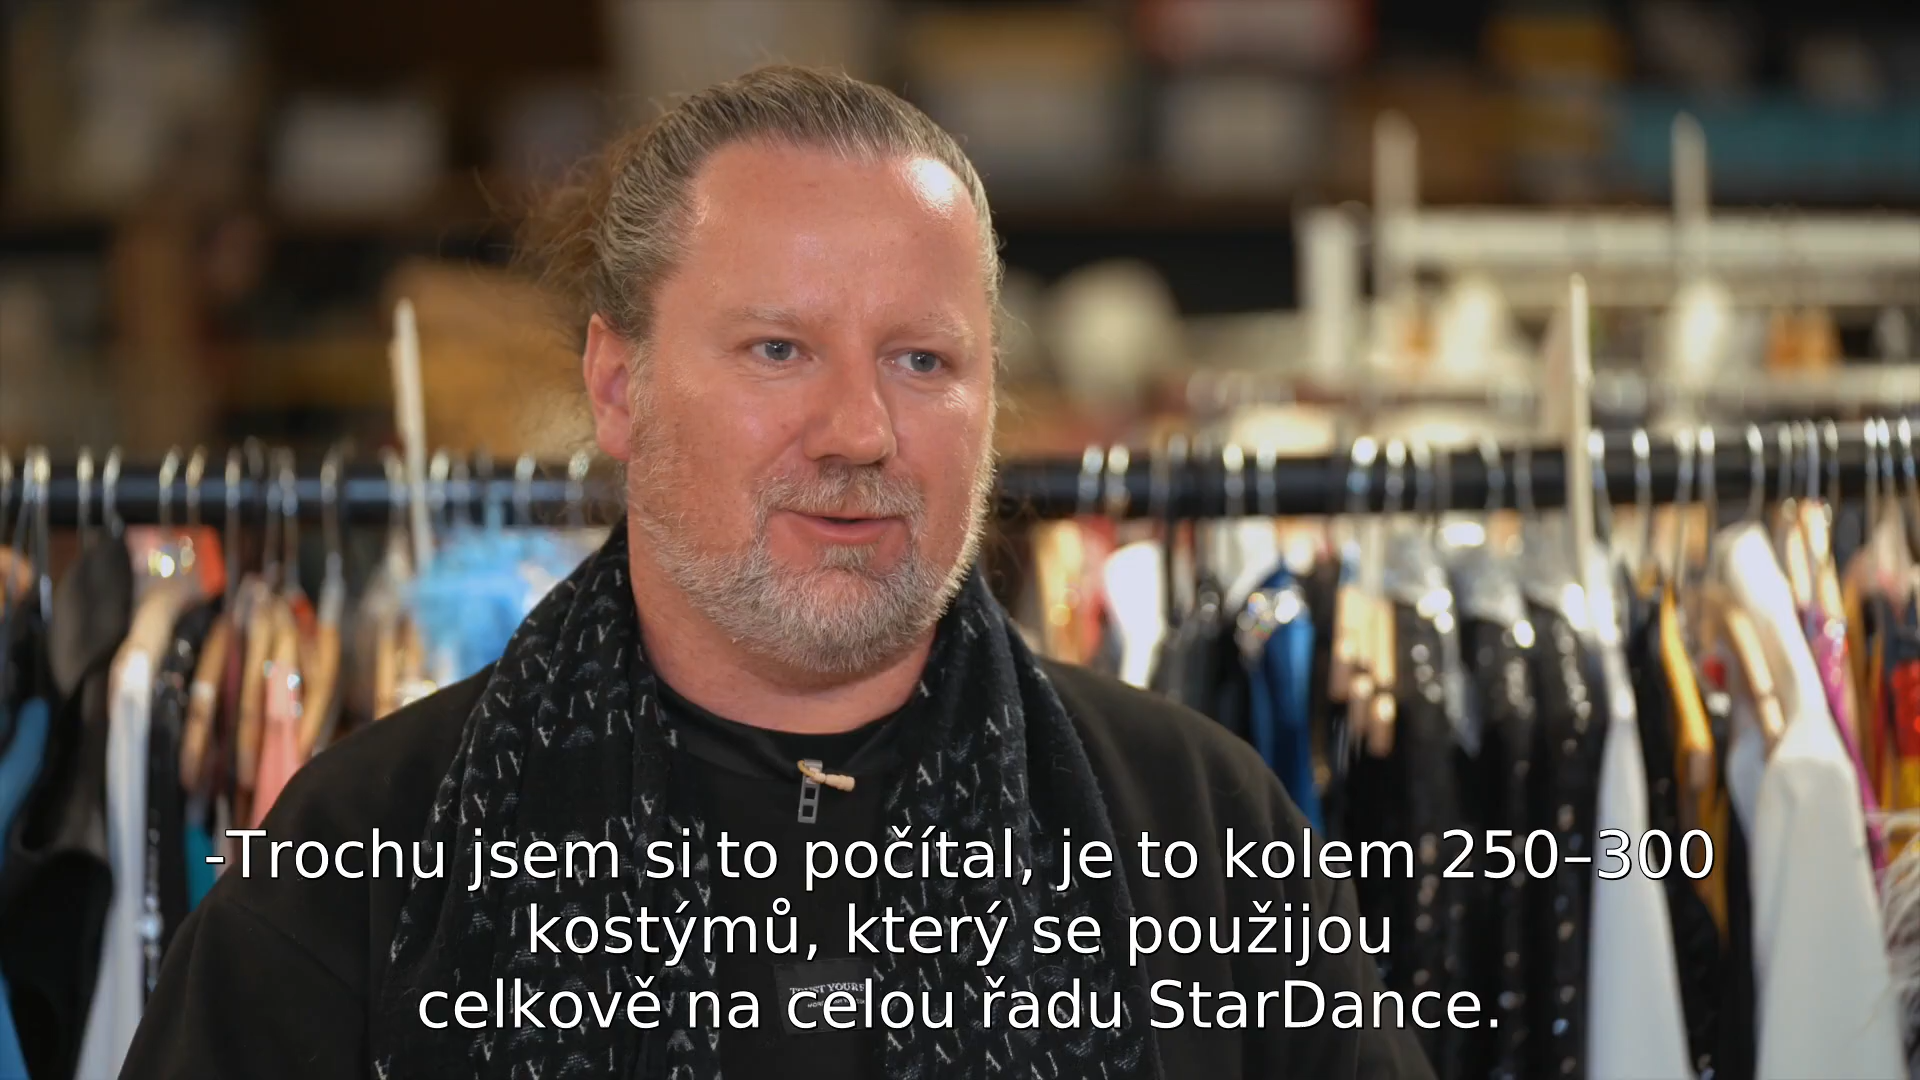 -Trochu jsem si to počítal, je to kolem 250–300
kostýmů, který se použijou
celkově na celou řadu StarDance.